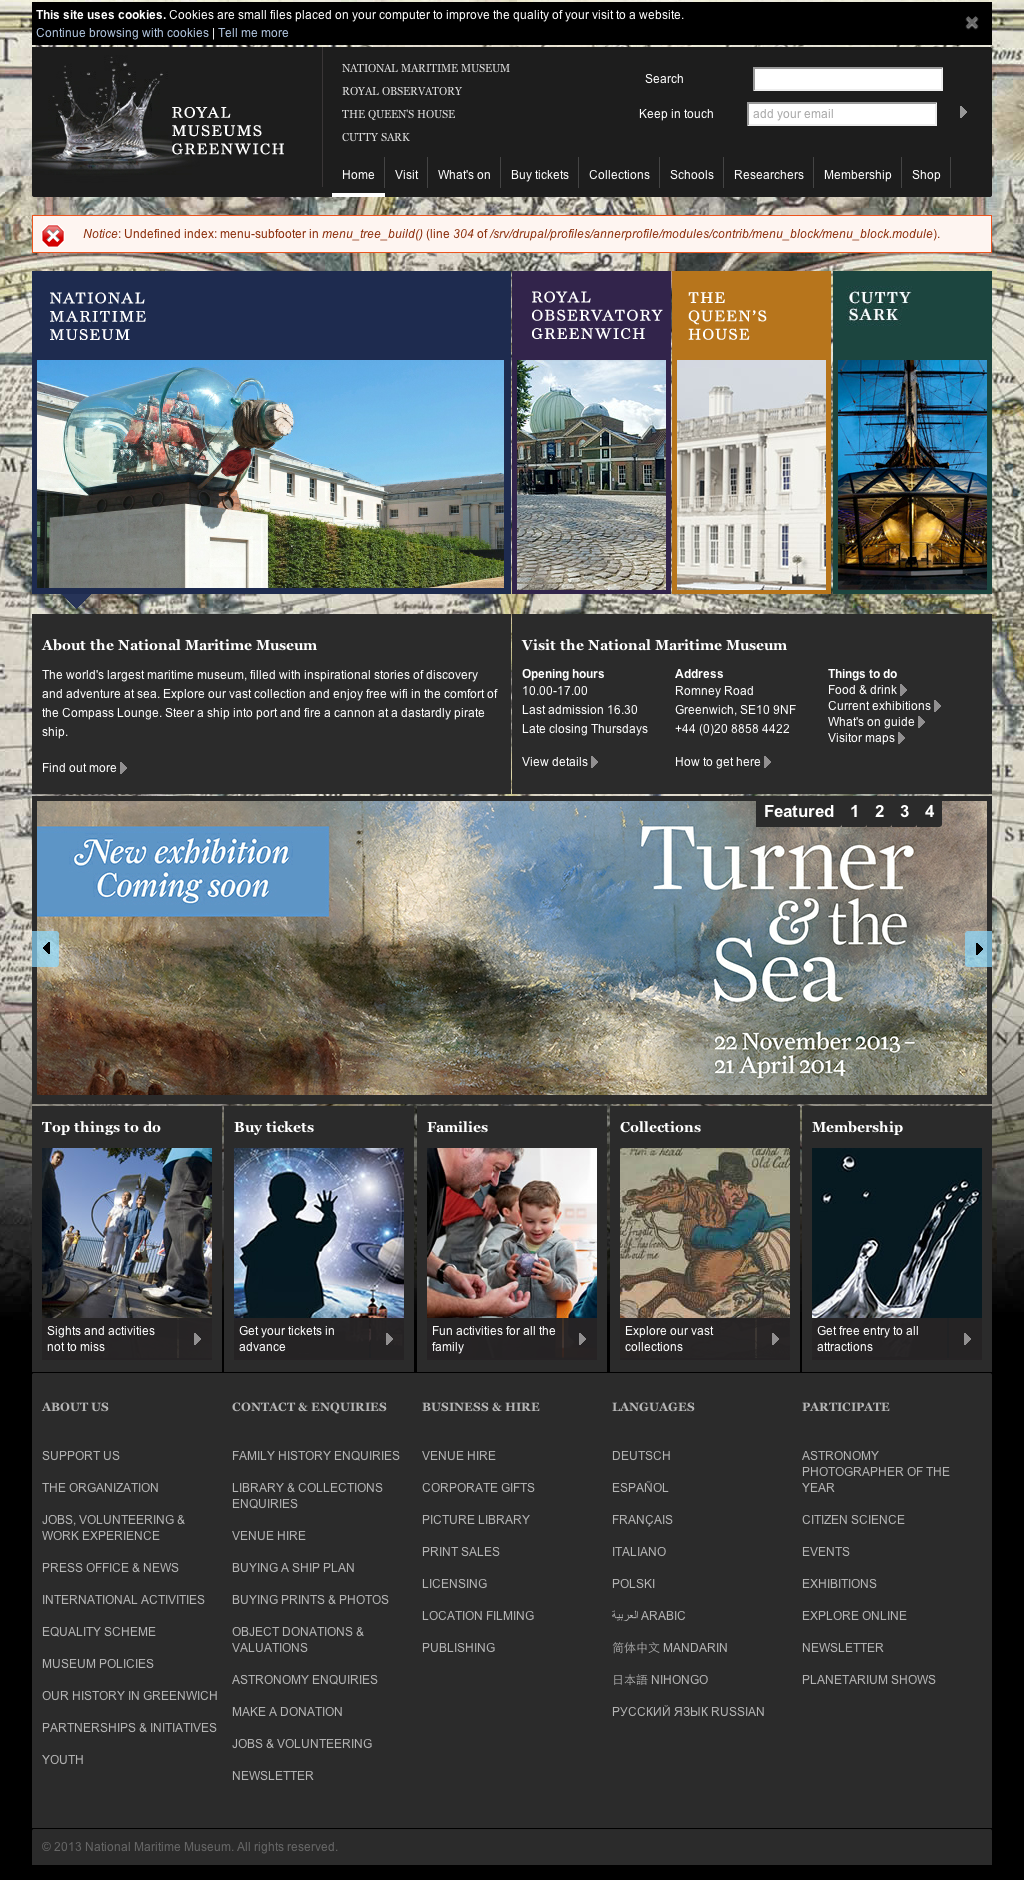 This site uses cookies. Cookies are small files placed on your computer to improve the quality of your visit to a website.
Continue browsing with cookies | Tell me more
ROYAL
MUSEUMS
GREENWICH
NATIONAL MARITIME MUSEUM
ROYAL OBSERVATORY
THE QUEEN'S HOUSE
CUTTY SARK
Search
Keep in touch
add your email
Home
Visit
What's on
Buy tickets
Collections
Schools
Researchers
Membership
Shop
Notice: Undefined index: menu-subfooter in menu_tree_build() (line 304 of /srv/drupal/profiles/annerprofile/modules/contrib/menu_block/menu_block.module).
NATIONAL
MARITIME
MUSEUM
ROYAL
OBSERVATORY
GREENWICH
THE
QUEEN'S
HOUSE
CUTTY
SARK
About the National Maritime Museum
The world's largest maritime museum, filled with inspirational stories of discovery
and adventure at sea. Explore our vast collection and enjoy free wifi in the comfort of
the Compass Lounge. Steer a ship into port and fire a cannon at a dastardly pirate
ship.
Find out more
Visit the National Maritime Museum
Opening hours
10.00-17.00
Last admission 16.30
Late closing Thursdays
View details
Address
Romney Road
Greenwich, SE10 9NF
+44 (0)20 8858 4422
How to get here
Things to do
Food & drink
Current exhibitions
What's on guide
Visitor maps
Featured 1 2 3 4
New exhibition
Coming soon
Turner
& the
Sea
22 November 2013 –
21 April 2014
Top things to do
Sights and activities
not to miss
Buy tickets
Get your tickets in
advance
Families
Fun activities for all the
family
Collections
Explore our vast
collections
Membership
Get free entry to all
attractions
ABOUT US
SUPPORT US
THE ORGANIZATION
JOBS, VOLUNTEERING &
WORK EXPERIENCE
PRESS OFFICE & NEWS
INTERNATIONAL ACTIVITIES
EQUALITY SCHEME
MUSEUM POLICIES
OUR HISTORY IN GREENWICH
PARTNERSHIPS & INITIATIVES
YOUTH
CONTACT & ENQUIRIES
FAMILY HISTORY ENQUIRIES
LIBRARY & COLLECTIONS
ENQUIRIES
VENUE HIRE
BUYING A SHIP PLAN
BUYING PRINTS & PHOTOS
OBJECT DONATIONS &
VALUATIONS
ASTRONOMY ENQUIRIES
MAKE A DONATION
JOBS & VOLUNTEERING
NEWSLETTER
BUSINESS & HIRE
VENUE HIRE
CORPORATE GIFTS
PICTURE LIBRARY
PRINT SALES
LICENSING
LOCATION FILMING
PUBLISHING
LANGUAGES
DEUTSCH
ESPAÑOL
FRANÇAIS
ITALIANO
POLSKI
العربية ARABIC
简体中文 MANDARIN
日本語 NIHONGO
РУССКИЙ ЯЗЫК RUSSIAN
PARTICIPATE
ASTRONOMY
PHOTOGRAPHER OF THE
YEAR
CITIZEN SCIENCE
EVENTS
EXHIBITIONS
EXPLORE ONLINE
NEWSLETTER
PLANETARIUM SHOWS
© 2013 National Maritime Museum. All rights reserved.